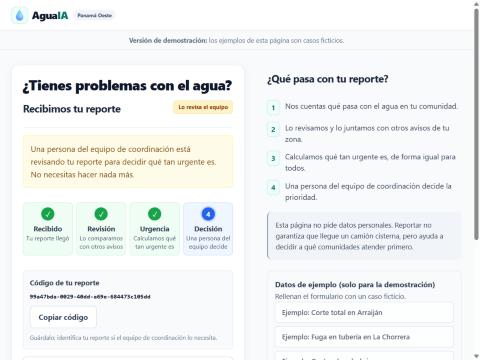 AguaIA
Panamá Oeste
Versión de demostración: los ejemplos de esta página son casos ficticios.
¿Tienes problemas con el agua?
Recibimos tu reporte
Lo revisa el equipo
Una persona del equipo de coordinación está
revisando tu reporte para decidir qué tan urgente es.
No necesitas hacer nada más.
Recibido
Tu reporte llegó
Revisión
Lo comparamos
con otros avisos
Urgencia
Calculamos qué
tan urgente es
4
Decisión
Una persona del
equipo decide
Código de tu reporte
99a47bda-0029-40dd-a69e-684473c105dd
Copiar código
Guárdalo: identifica tu reporte si el equipo de coordinación lo necesita.
¿Qué pasa con tu reporte?
1 Nos cuentas qué pasa con el agua en tu comunidad.
2 Lo revisamos y lo juntamos con otros avisos de tu
zona.
3 Calculamos qué tan urgente es, de forma igual para
todos.
4 Una persona del equipo de coordinación decide la
prioridad.
Esta página no pide datos personales. Reportar no
garantiza que llegue un camión cisterna, pero ayuda a
decidir a qué comunidades atender primero.
Datos de ejemplo (solo para la demostración)
Rellenan el formulario con un caso ficticio.
Ejemplo: Corte total en Arraiján
Ejemplo: Fuga en tubería en La Chorrera